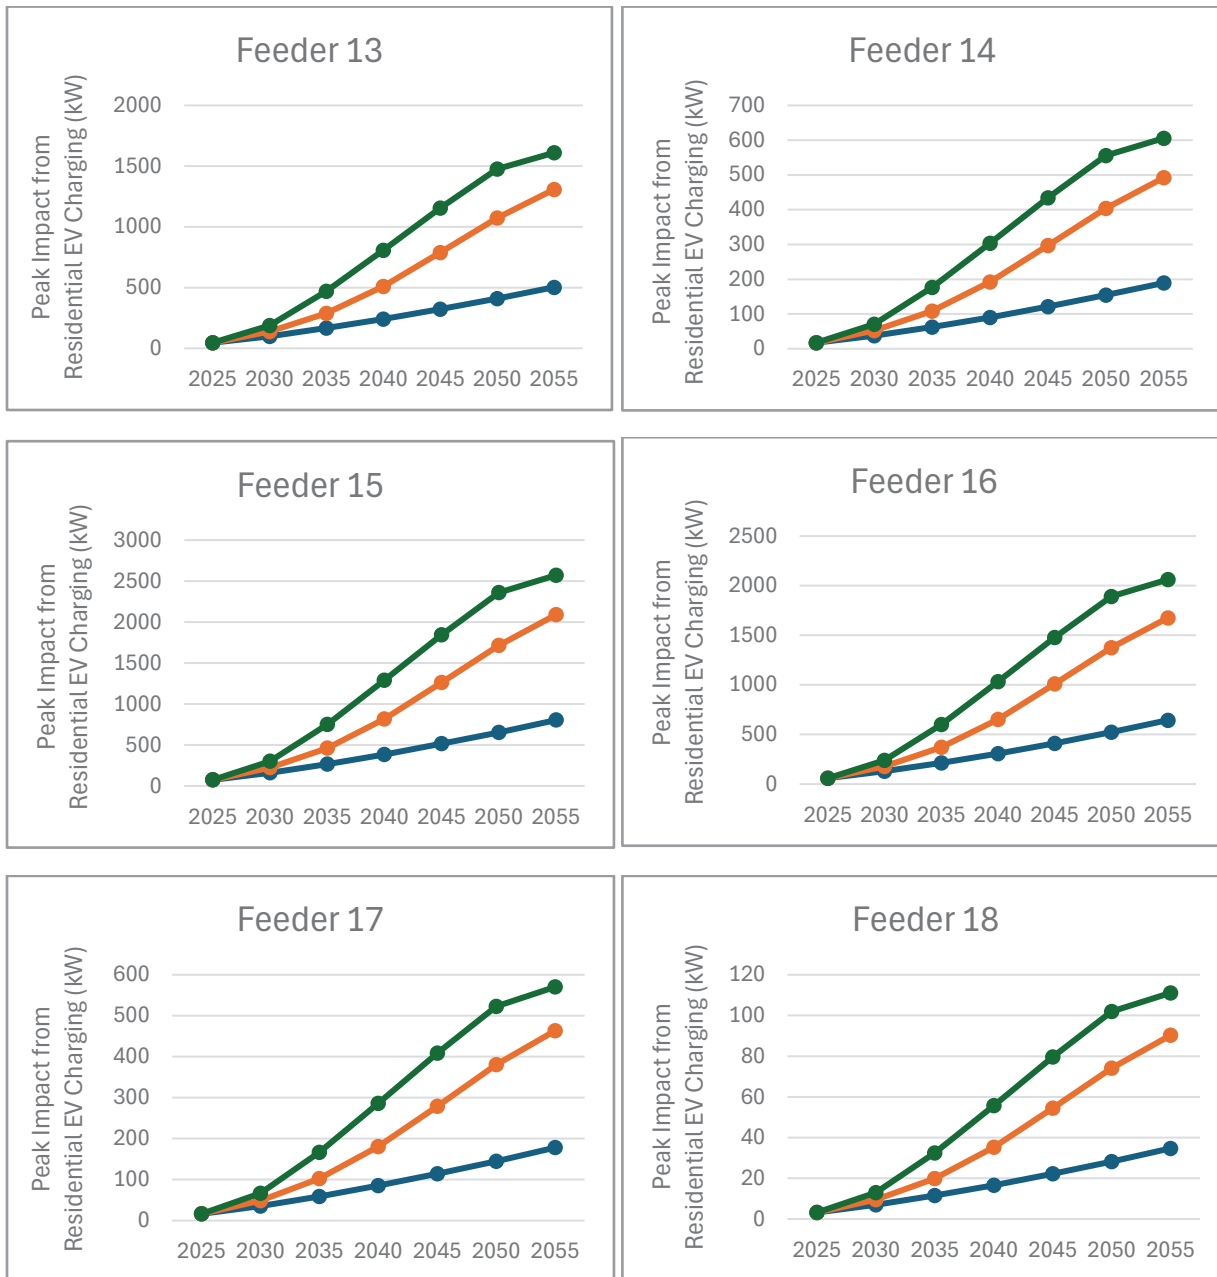 Feeder 13
Peak Impact from
Residential EV Charging (kW)
2000
1500
1000
500
0
2025 2030 2035 2040 2045 2050 2055
Feeder 14
Peak Impact from
Residential EV Charging (kW)
700
600
500
400
300
200
100
0
2025 2030 2035 2040 2045 2050 2055
Feeder 15
Peak Impact from
Residential EV Charging (kW)
3000
2500
2000
1500
1000
500
0
2025 2030 2035 2040 2045 2050 2055
Feeder 16
Peak Impact from
Residential EV Charging (kW)
2500
2000
1500
1000
500
0
2025 2030 2035 2040 2045 2050 2055
Feeder 17
Peak Impact from
Residential EV Charging (kW)
600
500
400
300
200
100
0
2025 2030 2035 2040 2045 2050 2055
Feeder 18
Peak Impact from
Residential EV Charging (kW)
120
100
80
60
40
20
0
2025 2030 2035 2040 2045 2050 2055